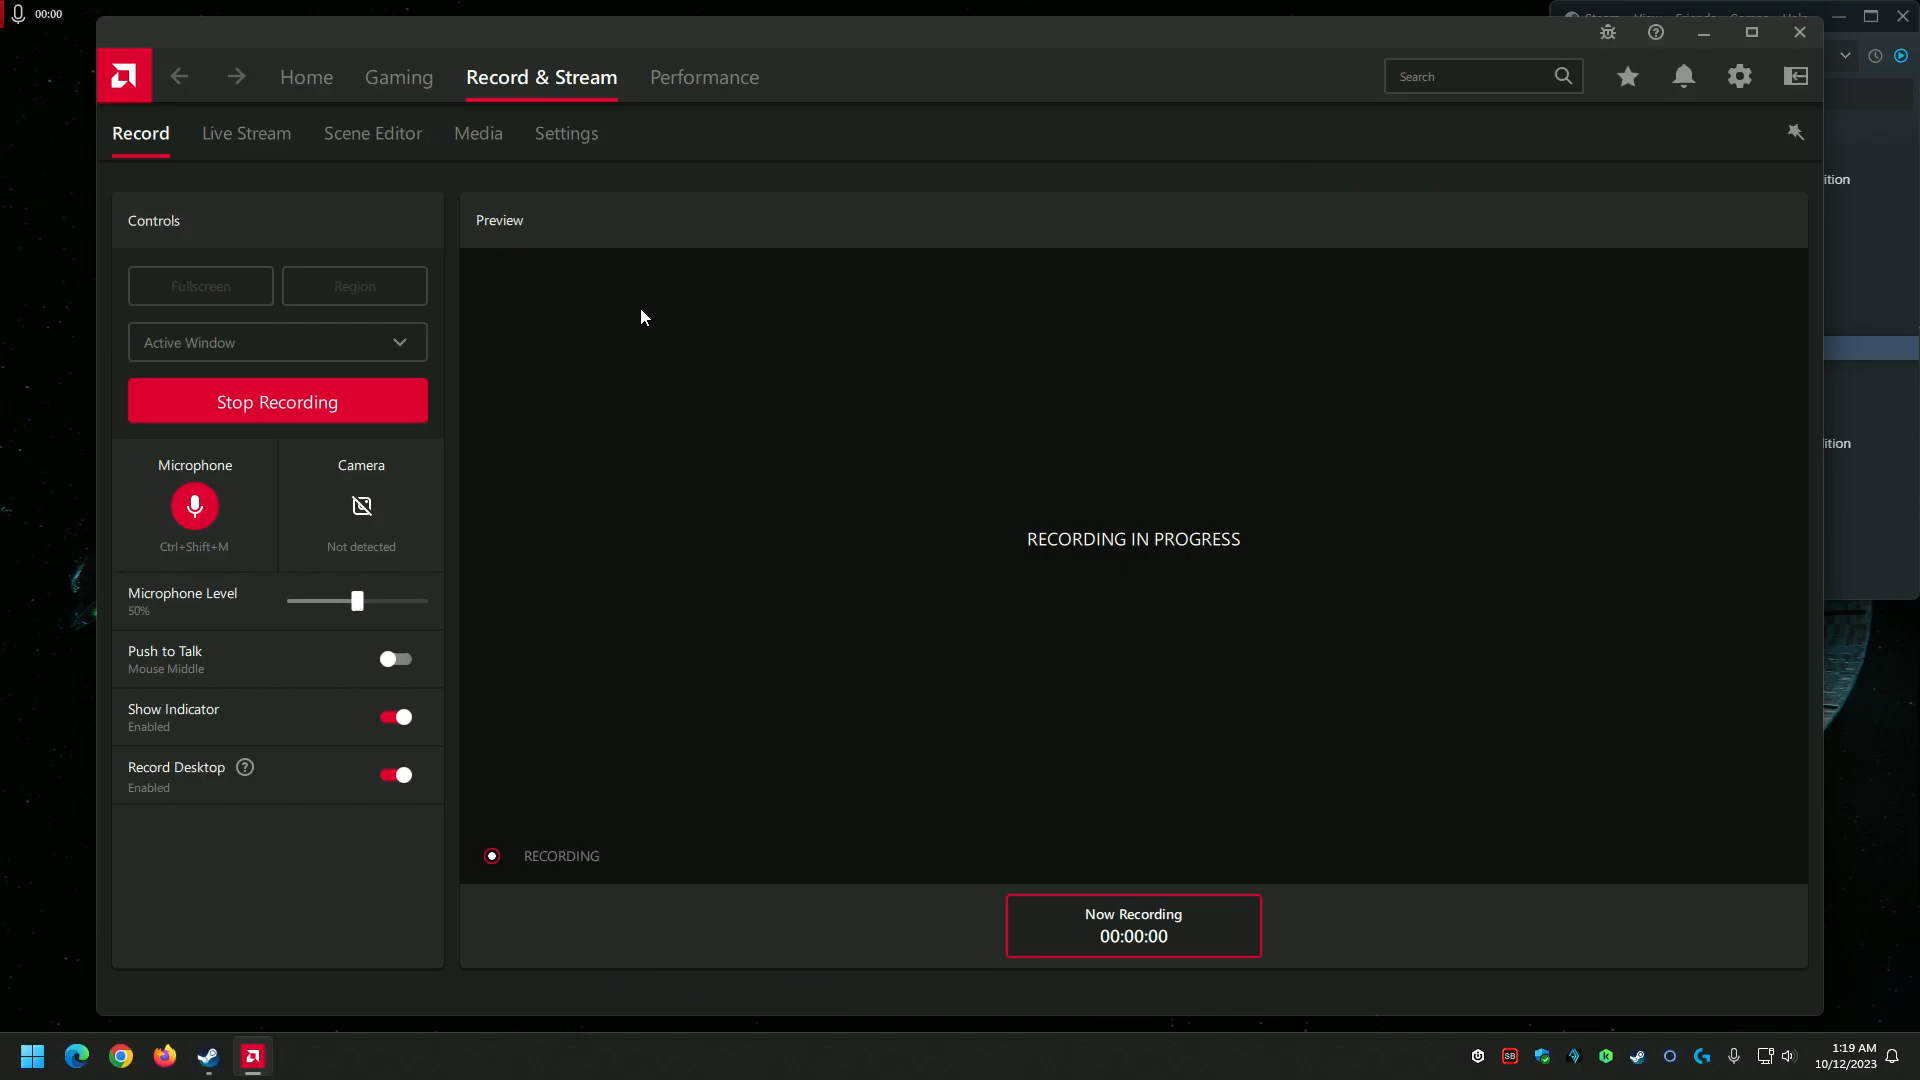 00:00
Home
Gaming
Record & Stream
Performance
Search
Record
Live Stream
Scene Editor
Media
Settings
ition
Controls
Preview
Fullscreen
Region
Active Window
Stop Recording
ition
Microphone
Camera
Ctrl+Shift+M
Not detected
RECORDING IN PROGRESS
Microphone Level
50%
Push to Talk
Mouse Middle
Show Indicator
Enabled
Record Desktop
Enabled
RECORDING
Now Recording
00:00:00
SB
1:19 AM
10/12/2023